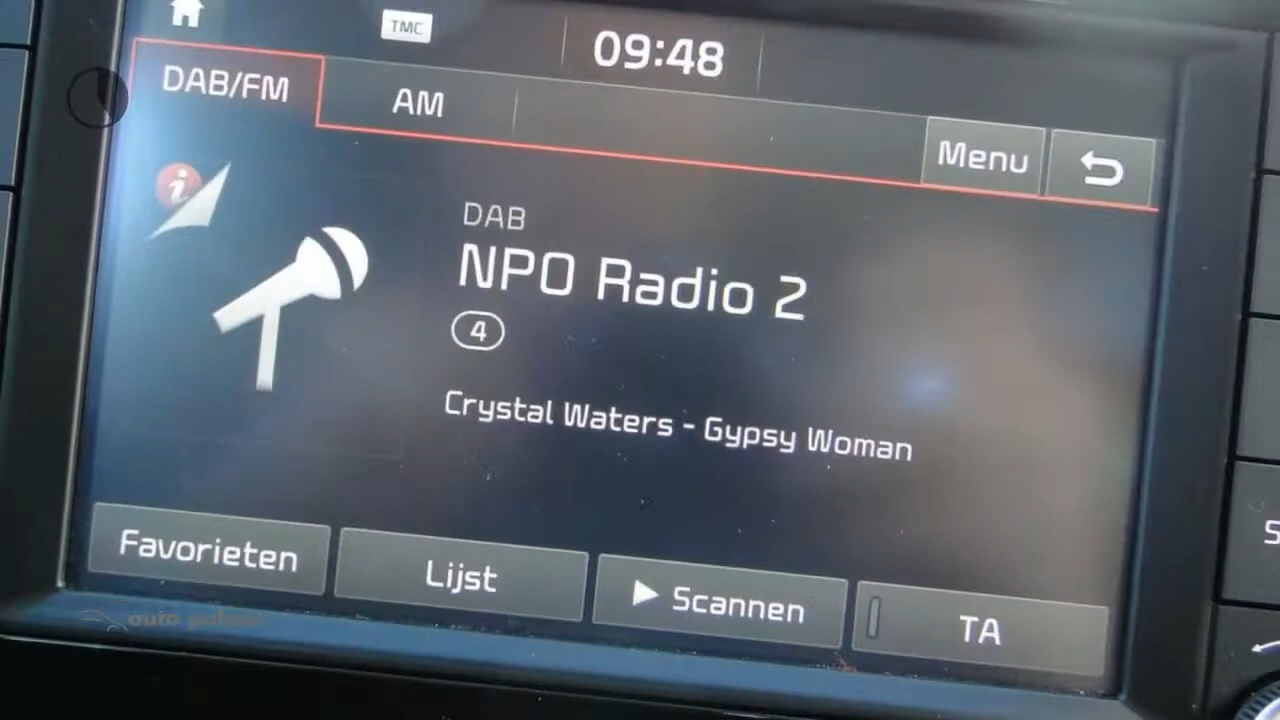 TMC
09:48
DAB/FM
AM
Menu
i
DAB
NPO Radio 2
4
Crystal Waters - Gypsy Woman
Favorieten
Lijst
Scannen
TA
S
auto